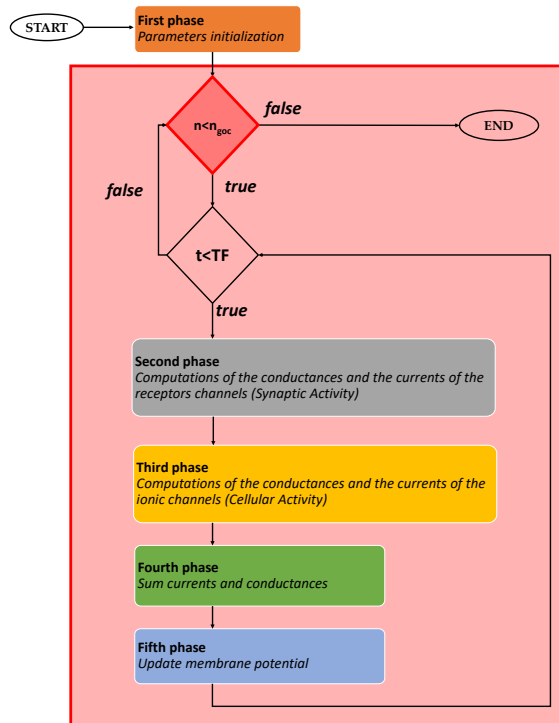 START
First phase
Parameters initialization
n<n_goc
false
END
false
true
t<TF
true
Second phase
Computations of the conductances and the currents of the
receptors channels (Synaptic Activity)
Third phase
Computations of the conductances and the currents of the
ionic channels (Cellular Activity)
Fourth phase
Sum currents and conductances
Fifth phase
Update membrane potential